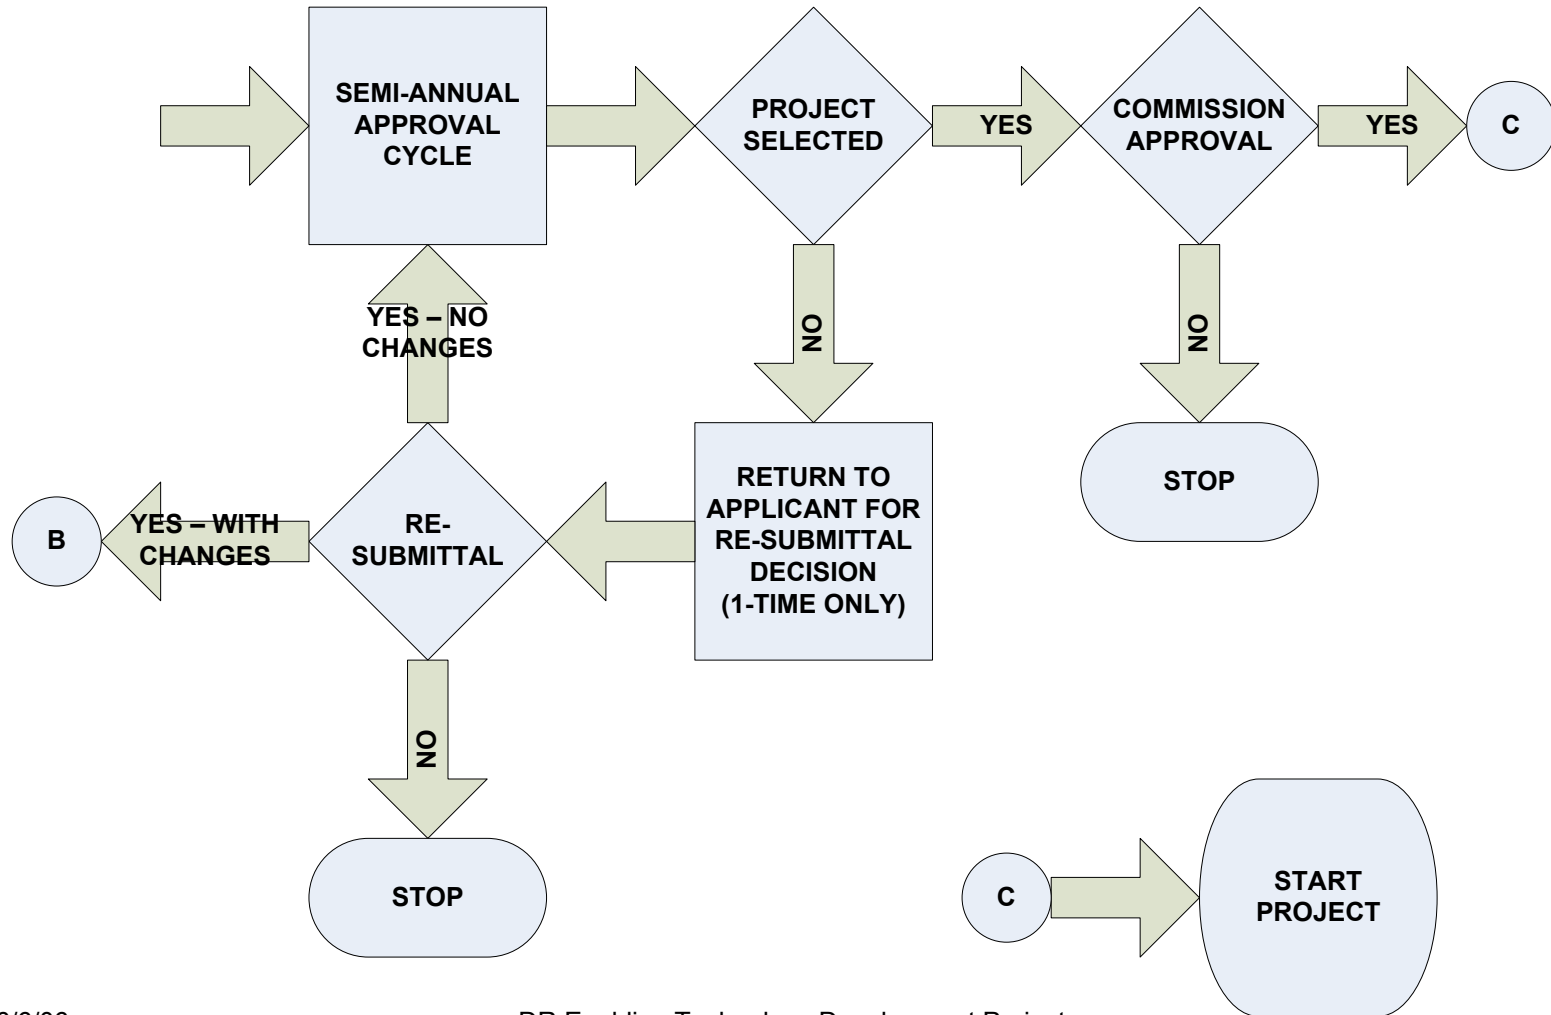 SEMI-ANNUAL
APPROVAL
CYCLE
PROJECT
SELECTED
YES
COMMISSION
APPROVAL
YES
C
YES – NO
CHANGES
NO
NO
B
YES – WITH
CHANGES
RE-
SUBMITTAL
RETURN TO
APPLICANT FOR
RE-SUBMITTAL
DECISION
(1-TIME ONLY)
STOP
NO
STOP
C
START
PROJECT